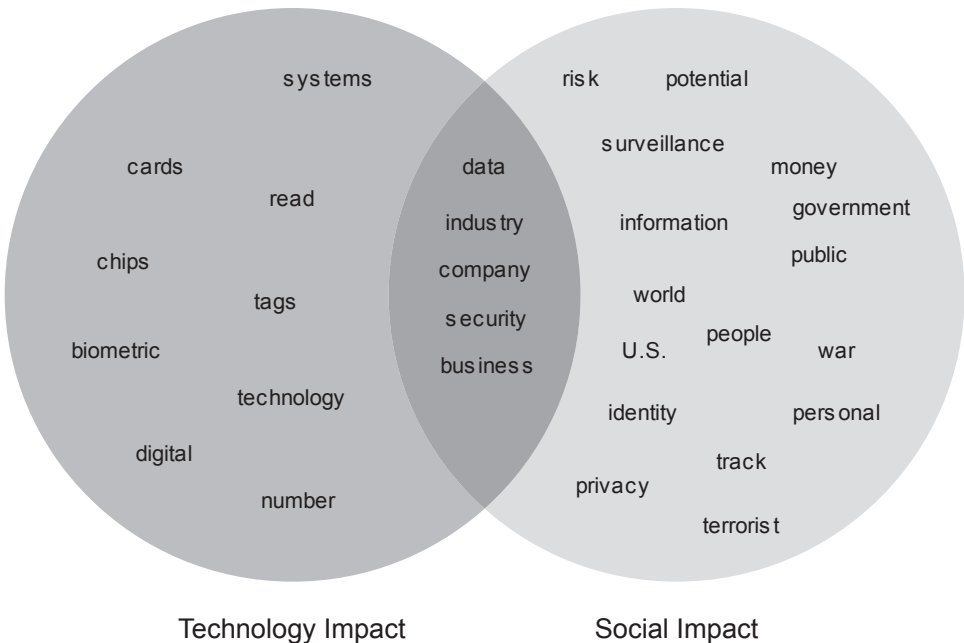 systems
cards
read
chips
tags
biometric
technology
digital
number
data
industry
company
security
business
risk
potential
surveillance
money
government
information
public
world
people
U.S.
war
identity
personal
track
privacy
terrorist
Technology Impact
Social Impact